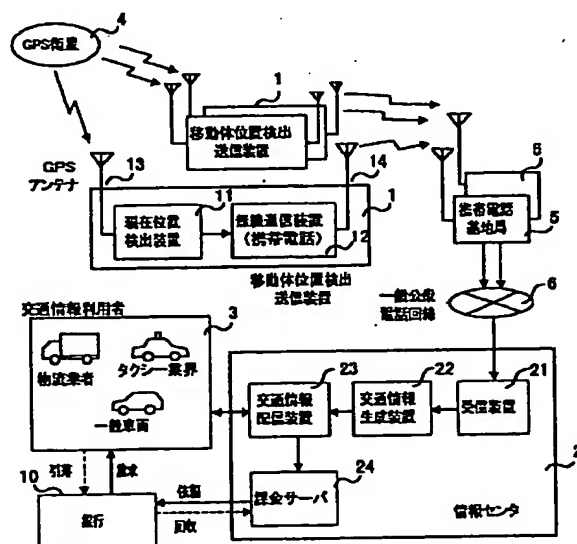 4
GPS衛星
1
移動体位置検出
送信装置
GPS
アンテナ
13
14
11
1
現在位置
検出装置
無線通信装置
(携帯電話)
12
移動体位置検出
送信装置
5
携帯電話
基地局
5
一般公衆
電話回線
6
交通情報利用者
3
物流業者
タクシー業界
一般車両
23
交通情報
配信装置
22
交通情報
生成装置
21
受信装置
2
24
課金サーバ
情報センタ
引落
請求
10
銀行
依頼
回収